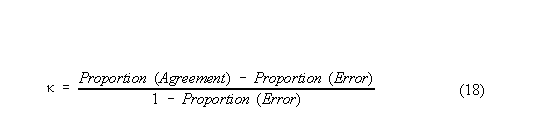 κ = Proportion (Agreement) - Proportion (Error) / 1 - Proportion (Error) (18)